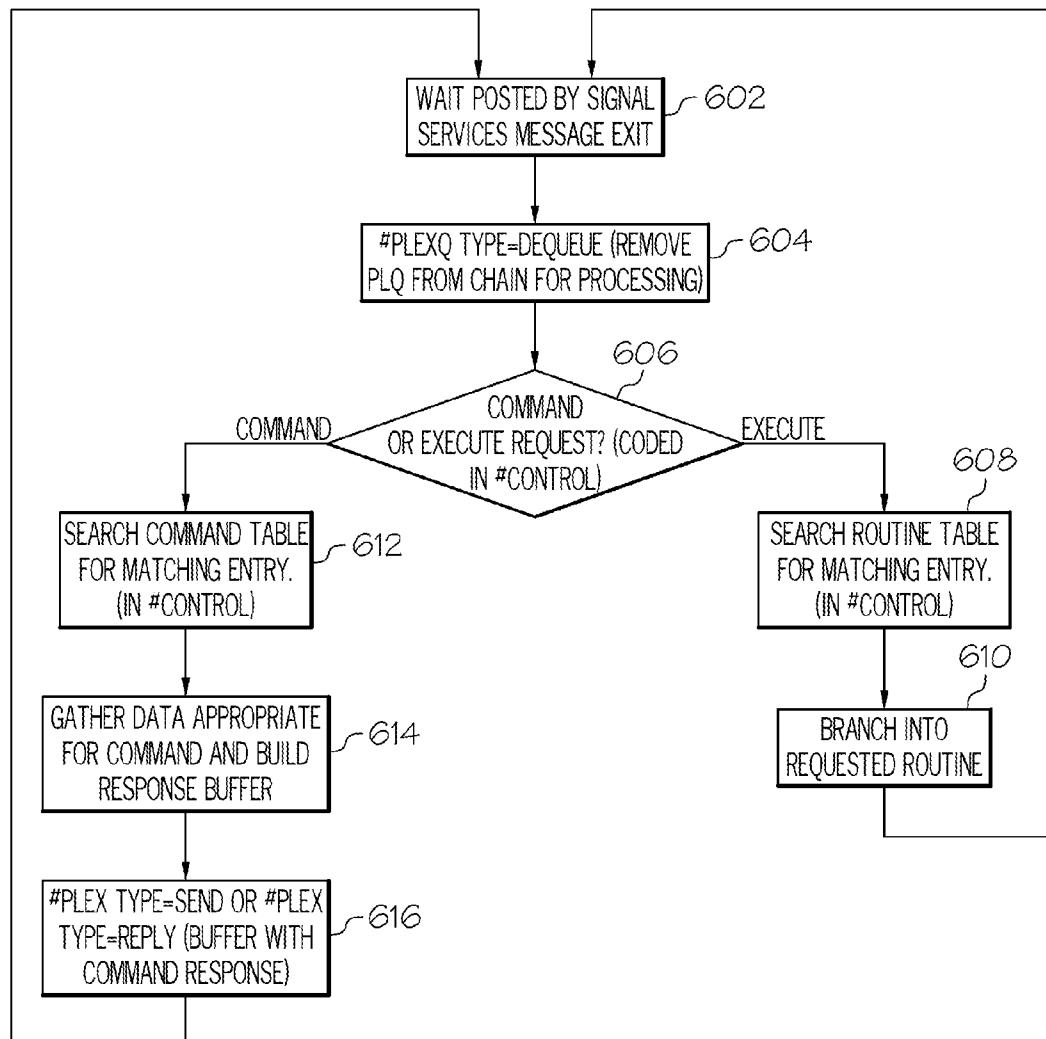 WAIT POSTED BY SIGNAL
SERVICES MESSAGE EXIT
602
#PLEXQ TYPE=DEQUEUE (REMOVE
PLQ FROM CHAIN FOR PROCESSING)
604
606
COMMAND
OR EXECUTE REQUEST? (CODED
IN #CONTROL)
COMMAND
EXECUTE
SEARCH COMMAND TABLE
FOR MATCHING ENTRY.
(IN #CONTROL)
612
608
SEARCH ROUTINE TABLE
FOR MATCHING ENTRY.
(IN #CONTROL)
GATHER DATA APPROPRIATE
FOR COMMAND AND BUILD
RESPONSE BUFFER
614
610
BRANCH INTO
REQUESTED ROUTINE
#PLEX TYPE=SEND OR #PLEX
TYPE=REPLY (BUFFER WITH
COMMAND RESPONSE)
616